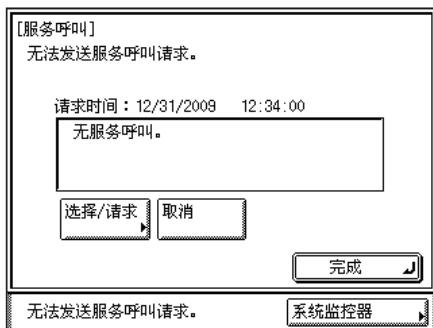 [服务呼叫]
无法发送服务呼叫请求。
请求时间：12/31/2009 12:34:00
无服务呼叫。
选择/请求 取消
完成
无法发送服务呼叫请求。 系统监控器